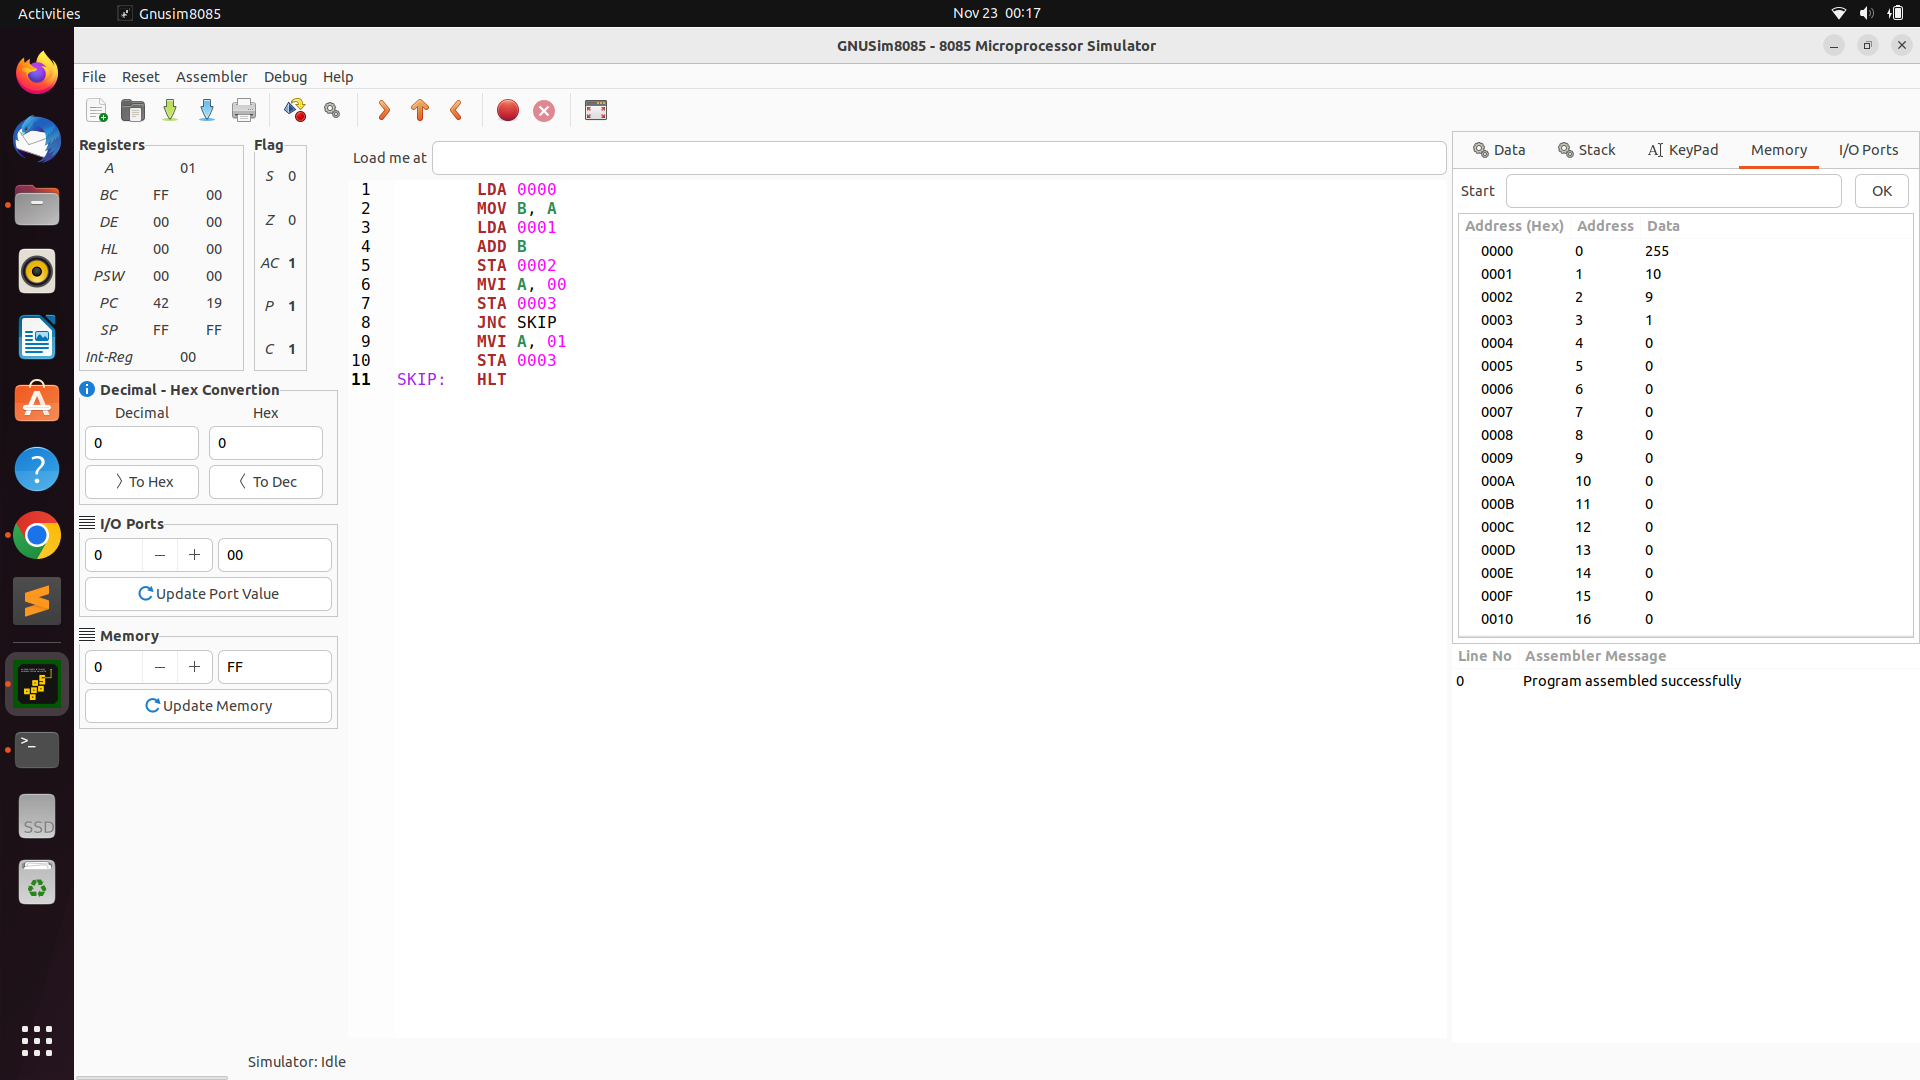 Activities
Gnusim8085
Nov 23 00:17
GNUSim8085 - 8085 Microprocessor Simulator
File Reset Assembler Debug Help
Registers
A 01
BC FF 00
DE 00 00
HL 00 00
PSW 00 00
PC 42 19
SP FF FF
Int-Reg 00
Flag
S 0
Z 0
AC 1
P 1
C 1
Decimal - Hex Convertion
Decimal Hex
0 0
To Hex To Dec
I/O Ports
0 00
Update Port Value
Memory
0 FF
Update Memory
Load me at
1 LDA 0000
2 MOV B, A
3 LDA 0001
4 ADD B
5 STA 0002
6 MVI A, 00
7 STA 0003
8 JNC SKIP
9 MVI A, 01
10 STA 0003
11 SKIP: HLT
Data Stack KeyPad Memory I/O Ports
Start OK
Address (Hex) Address Data
0000 0 255
0001 1 10
0002 2 9
0003 3 1
0004 4 0
0005 5 0
0006 6 0
0007 7 0
0008 8 0
0009 9 0
000A 10 0
000B 11 0
000C 12 0
000D 13 0
000E 14 0
000F 15 0
0010 16 0
Line No Assembler Message
0 Program assembled successfully
SSD
Simulator: Idle